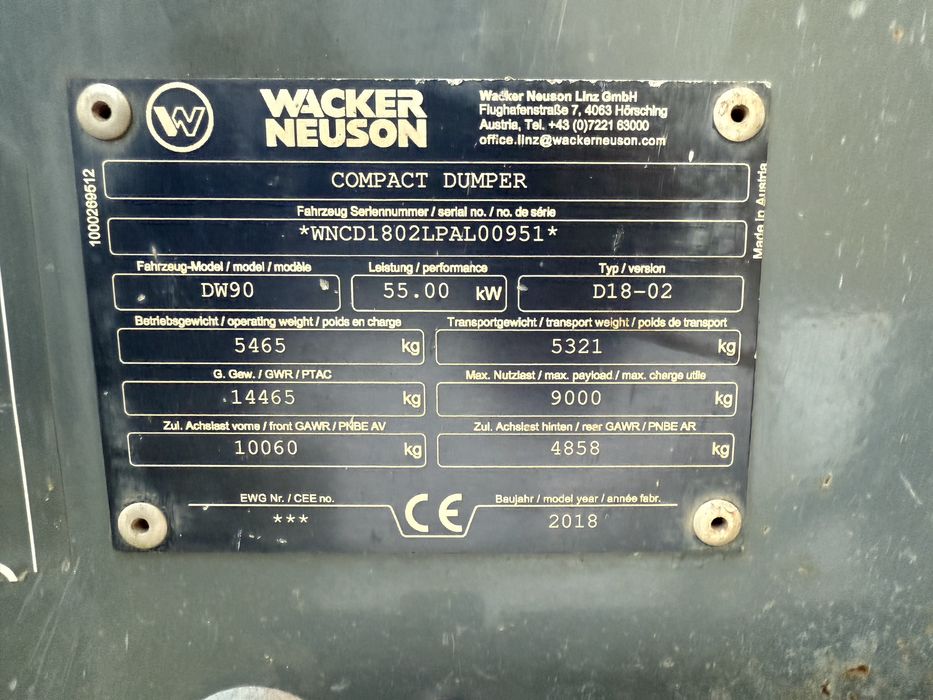 W
WACKER
NEUSON
Wacker Neuson Linz GmbH
Flughafenstraße 7, 4063 Hörsching
Austria, Tel. +43 (0)7221 63000
office.linz@wackerneuson.com
1000269512
Made in Austria
COMPACT DUMPER
Fahrzeug Seriennummer / serial no. / no. de série
*WNCD1802LPAL00951*
Fahrzeug-Model / model / modèle Leistung / performance Typ / version
DW90 55.00 kW D18-02
Betriebsgewicht / operating weight / poids en charge Transportgewicht / transport weight / poids de transport
5465 kg 5321 kg
G. Gew. / GWR / PTAC Max. Nutzlast / max. payload / max. charge utile
14465 kg 9000 kg
Zul. Achslast vorne / front GAWR / PNBE AV Zul. Achslast hinten / rear GAWR / PNBE AR
10060 kg 4858 kg
EWG Nr. / CEE no. CE Baujahr / model year / année fabr.
*** 2018